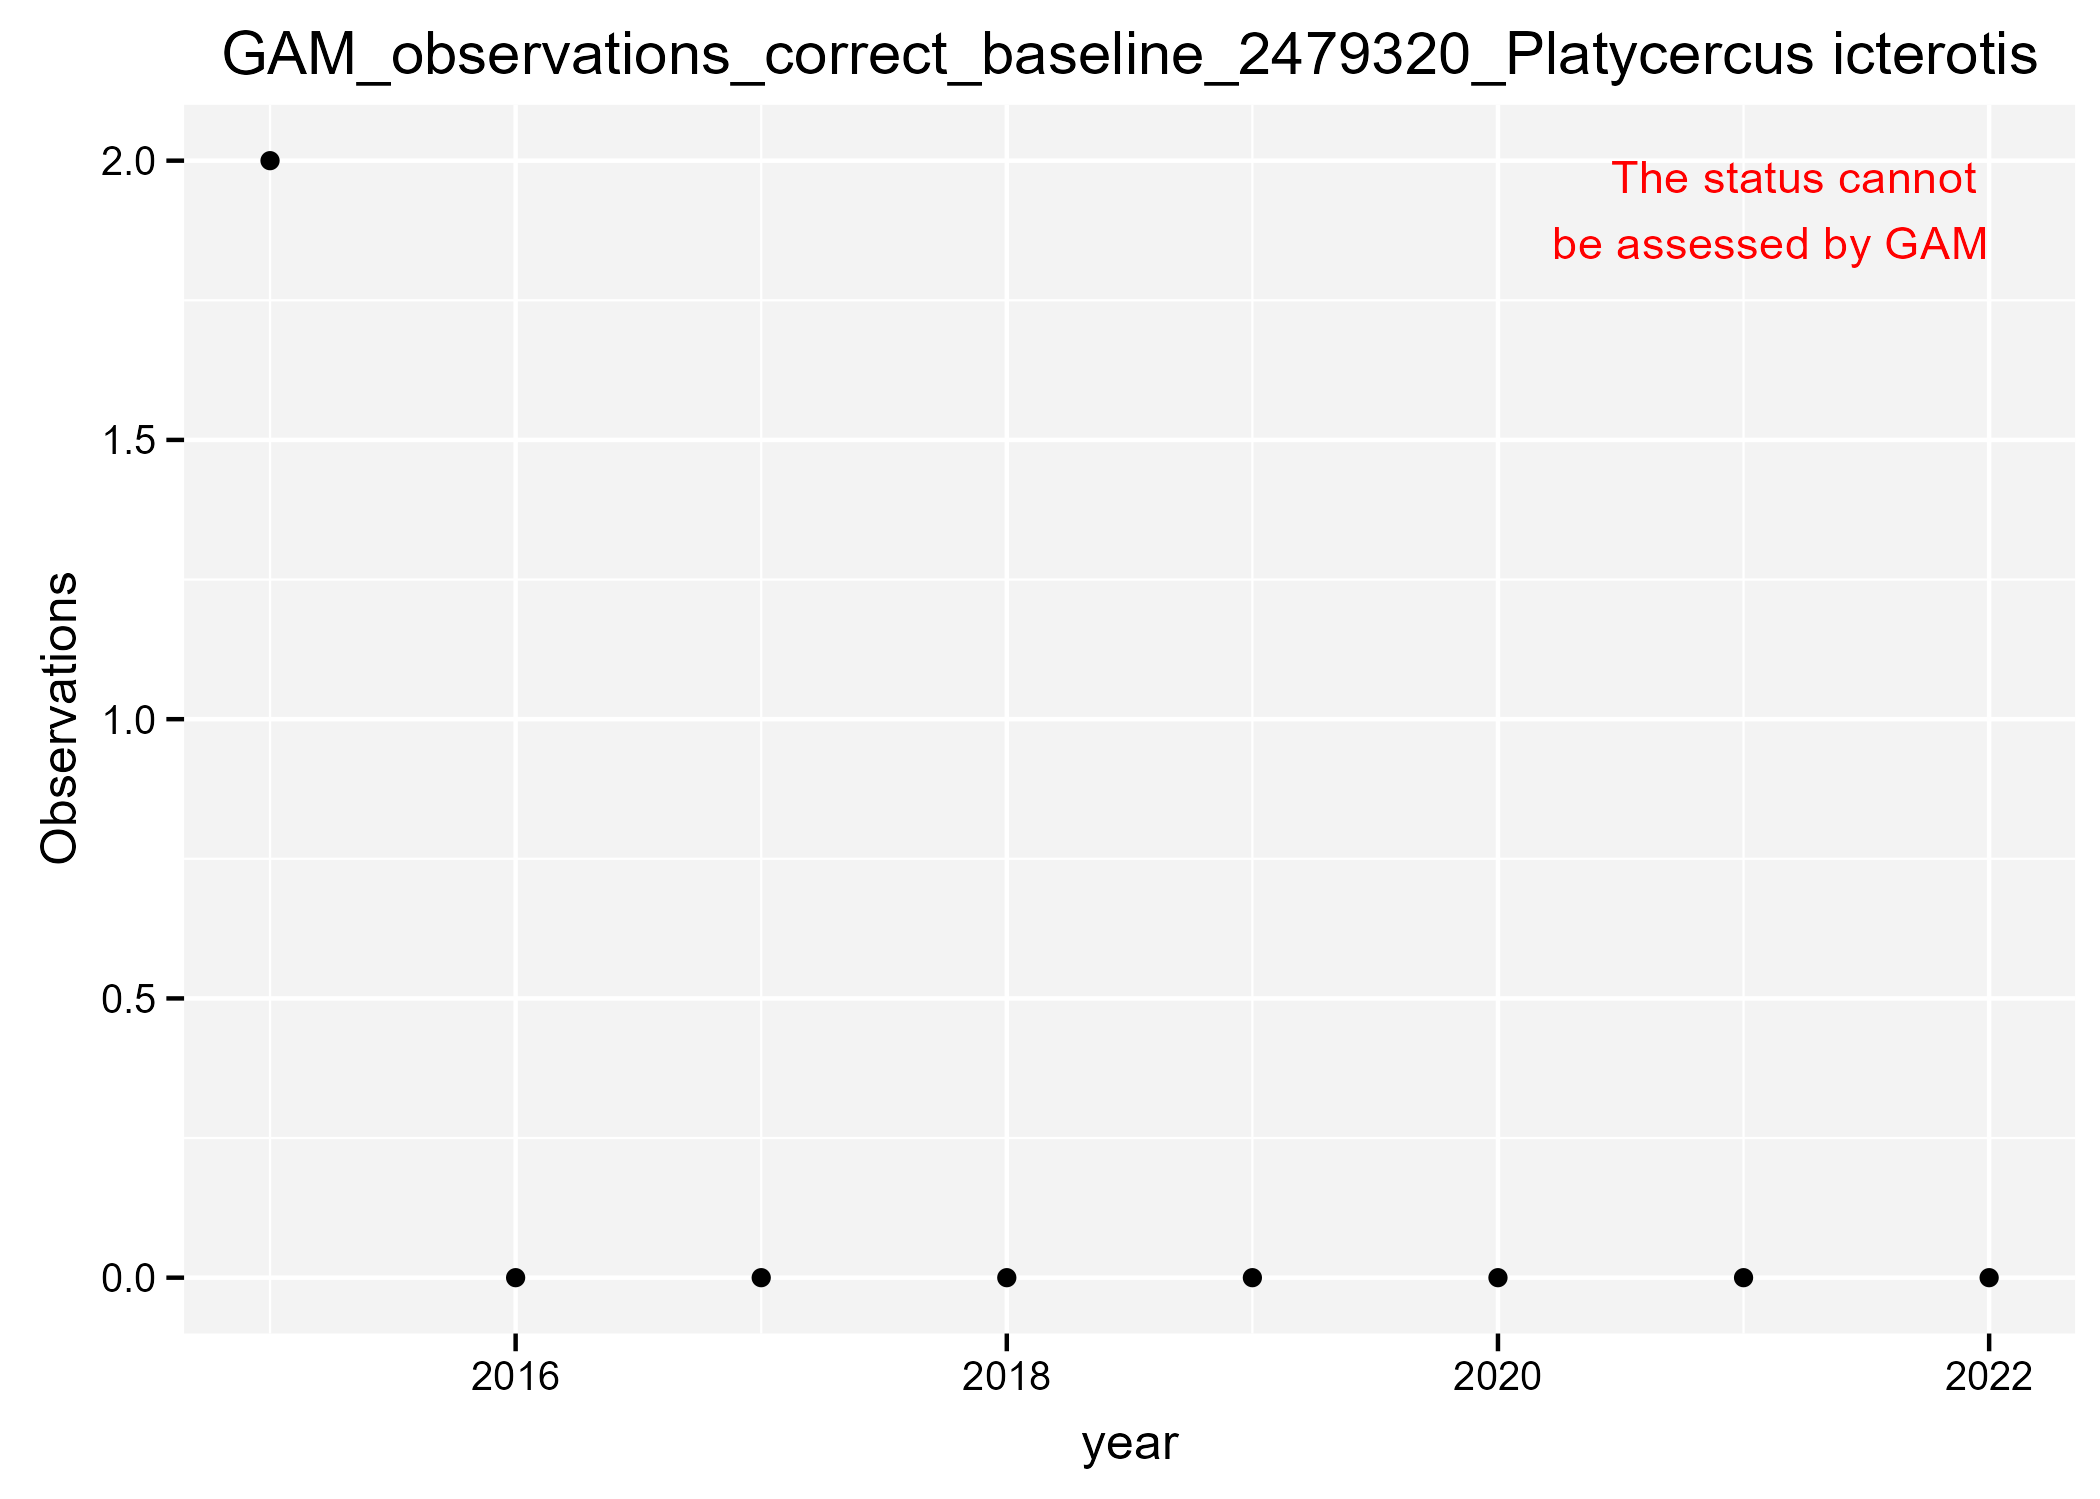 GAM_observations_correct_baseline_2479320_Platycercus icterotis
The status cannot
be assessed by GAM
Observations
2.0
1.5
1.0
0.5
0.0
2016 2018 2020 2022
year